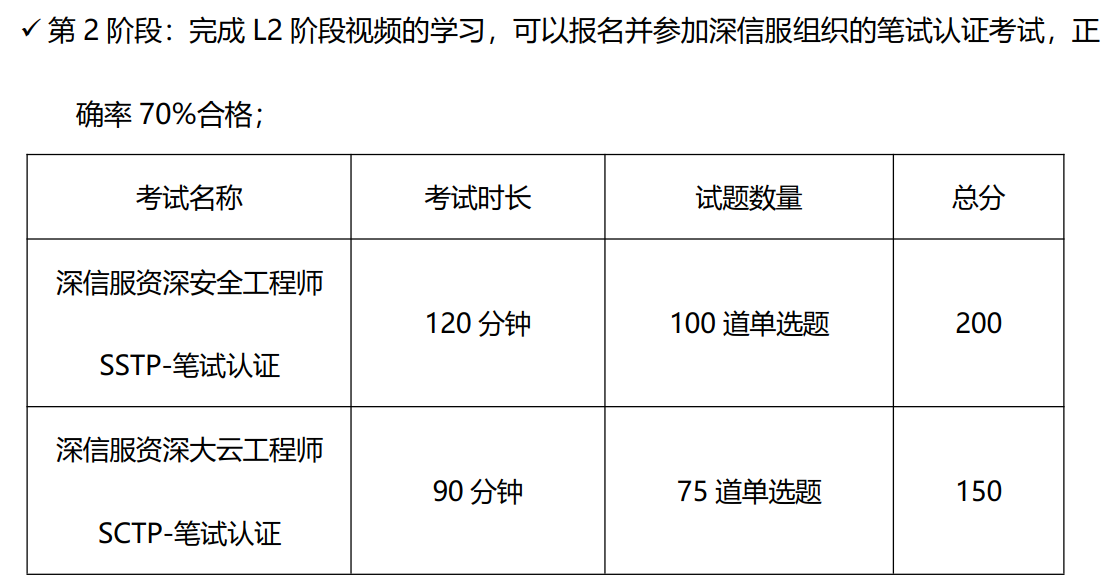 ✓ 第 2 阶段：完成 L2 阶段视频的学习，可以报名并参加深信服组织的笔试认证考试，正
确率 70%合格；
考试名称 考试时长 试题数量 总分
深信服资深安全工程师
SSTP-笔试认证
120 分钟 100 道单选题 200
深信服资深大云工程师
SCTP-笔试认证
90 分钟 75 道单选题 150